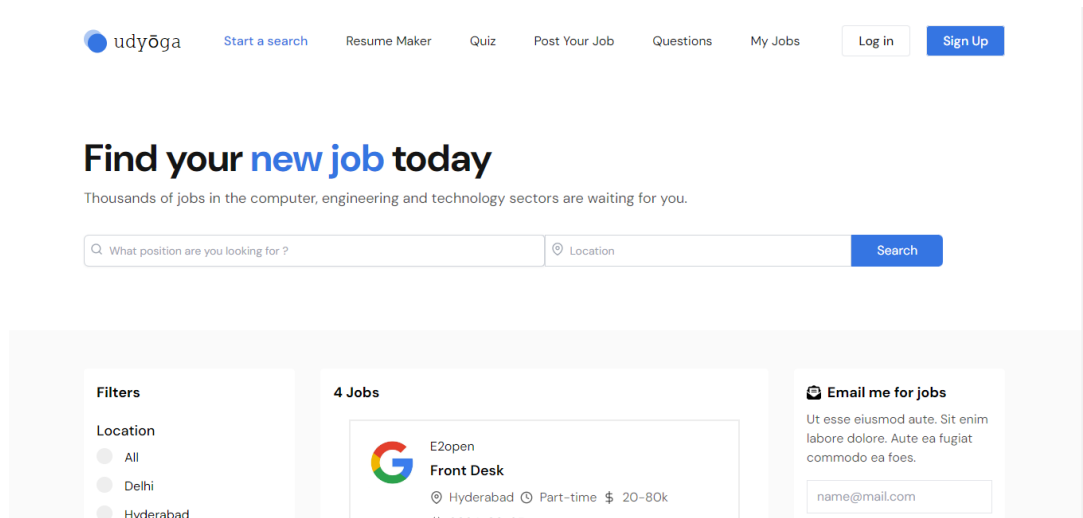 udyōga
Start a search
Resume Maker
Quiz
Post Your Job
Questions
My Jobs
Log in
Sign Up
Find your new job today
Thousands of jobs in the computer, engineering and technology sectors are waiting for you.
What position are you looking for ?
Location
Search
Filters
Location
All
Delhi
Hyderabad
4 Jobs
E2open
Front Desk
Hyderabad Part-time $ 20-80k
Email me for jobs
Ut esse eiusmod aute. Sit enim
labore dolore. Aute ea fugiat
commodo ea foes.
name@mail.com